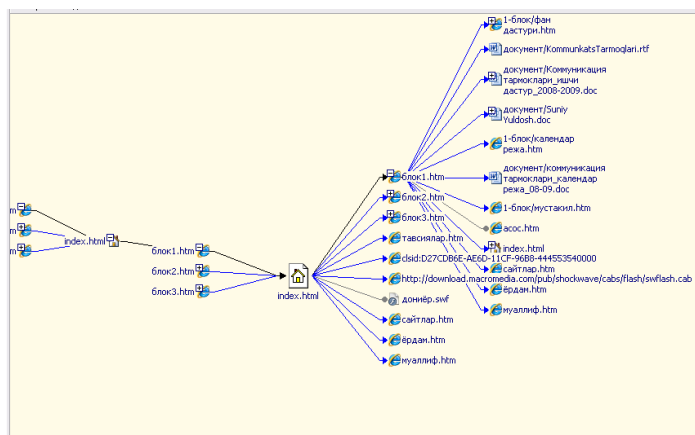 1-блок/фан
дастури.htm
документ/KommunkatsTarmoqlari.rtf
документ/Коммуникация
тармоклари_ишчи
дастур_2008-2009.doc
документ/Suniy
Yuldosh.doc
1-блок/календар
режа.htm
документ/коммуникация
тармоклари_календар
режа_08-09.doc
1-блок/мустакил.htm
асос.htm
index.html
сайтлар.htm
ёрдам.htm
муаллиф.htm
блок1.htm
блок2.htm
блок3.htm
тавсиялар.htm
clsid:D27CDB6E-AE6D-11CF-96B8-444553540000
http://download.macromedia.com/pub/shockwave/cabs/flash/swflash.cab
дониёр.swf
сайтлар.htm
ёрдам.htm
муаллиф.htm
index.html
блок1.htm
блок2.htm
блок3.htm
index.html
m
m
m